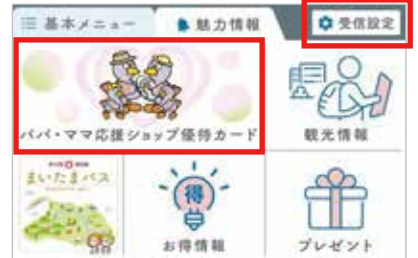 基本メニュー
魅力情報
受信設定
パパ・ママ応援ショップ優待カード
観光情報
まいたまパス
得
お得情報
プレゼント